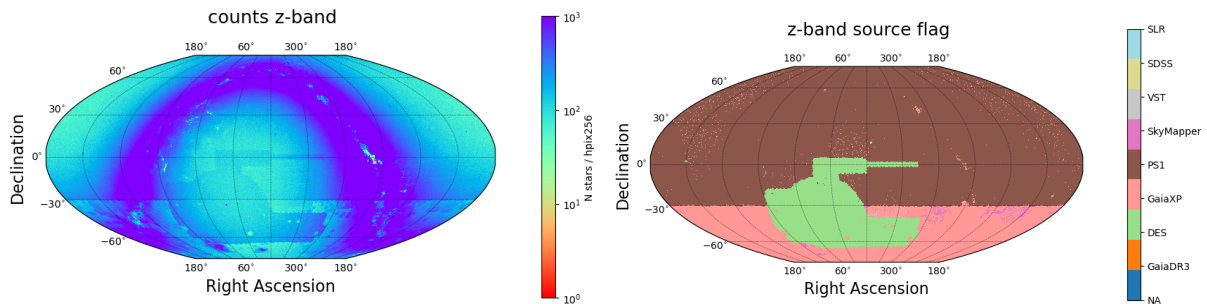 counts z-band
180° 60° 300° 180°
60°
30°
0°
−30°
−60°
180° 60° 300° 180°
Declination
Right Ascension
10³
10²
10¹
10⁰
N stars / hpix256
z-band source flag
180° 60° 300° 180°
60°
30°
0°
−30°
−60°
180° 60° 300° 180°
Declination
Right Ascension
SLR
SDSS
VST
SkyMapper
PS1
GaiaXP
DES
GaiaDR3
NA